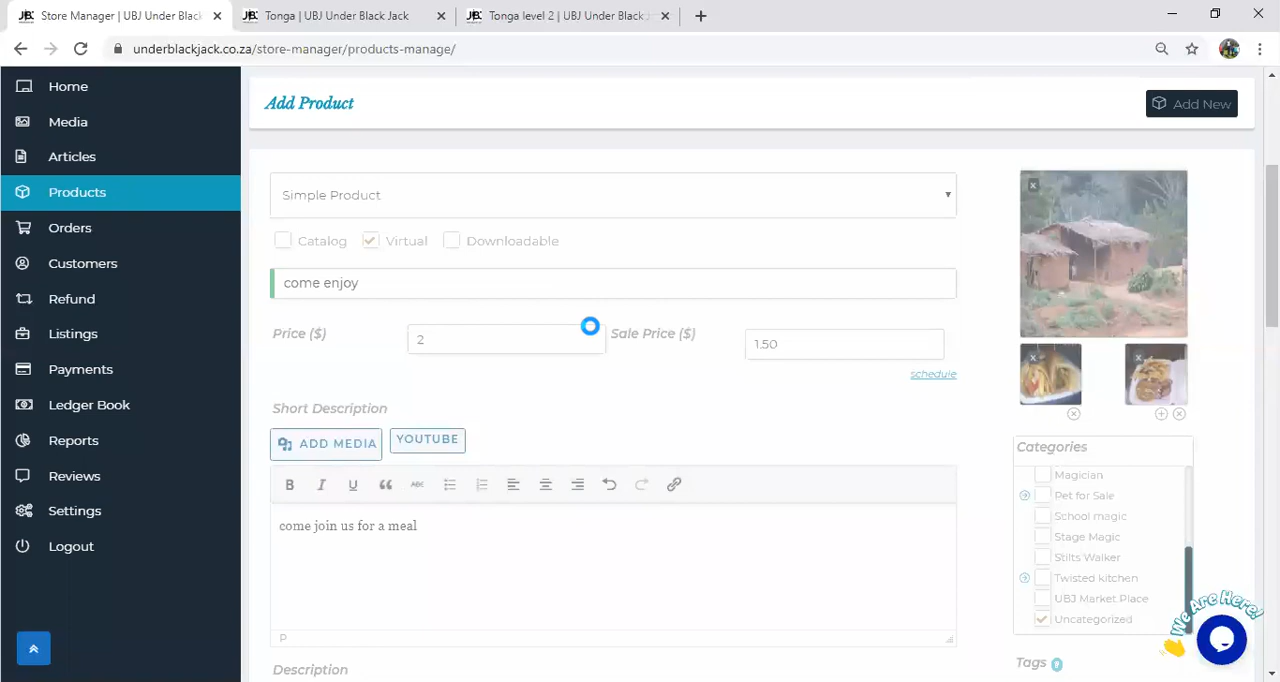 Store Manager | UBJ Under Black
Tonga | UBJ Under Black Jack
Tonga level 2 | UBJ Under Black
underblackjack.co.za/store-manager/products-manage/
Home
Media
Articles
Products
Orders
Customers
Refund
Listings
Payments
Ledger Book
Reports
Reviews
Settings
Logout
Add Product
Add New
Simple Product
Catalog
Virtual
Downloadable
come enjoy
Price ($)
2
Sale Price ($)
1.50
schedule
Short Description
ADD MEDIA
YOUTUBE
B I U ABC
come join us for a meal
P
Description
Categories
Magician
Pet for Sale
School magic
Stage Magic
Stilts Walker
Twisted kitchen
UBJ Market Place
Uncategorized
Tags
We Are Here!